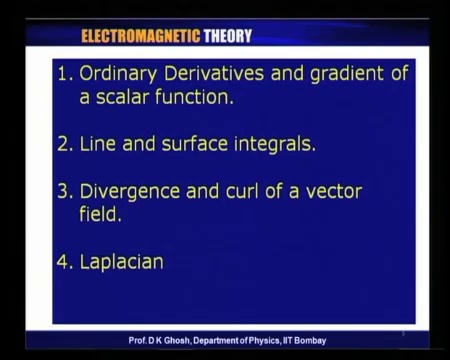 ELECTROMAGNETIC THEORY
1. Ordinary Derivatives and gradient of
a scalar function.
2. Line and surface integrals.
3. Divergence and curl of a vector
field.
4. Laplacian
Prof. D K Ghosh, Department of Physics, IIT Bombay